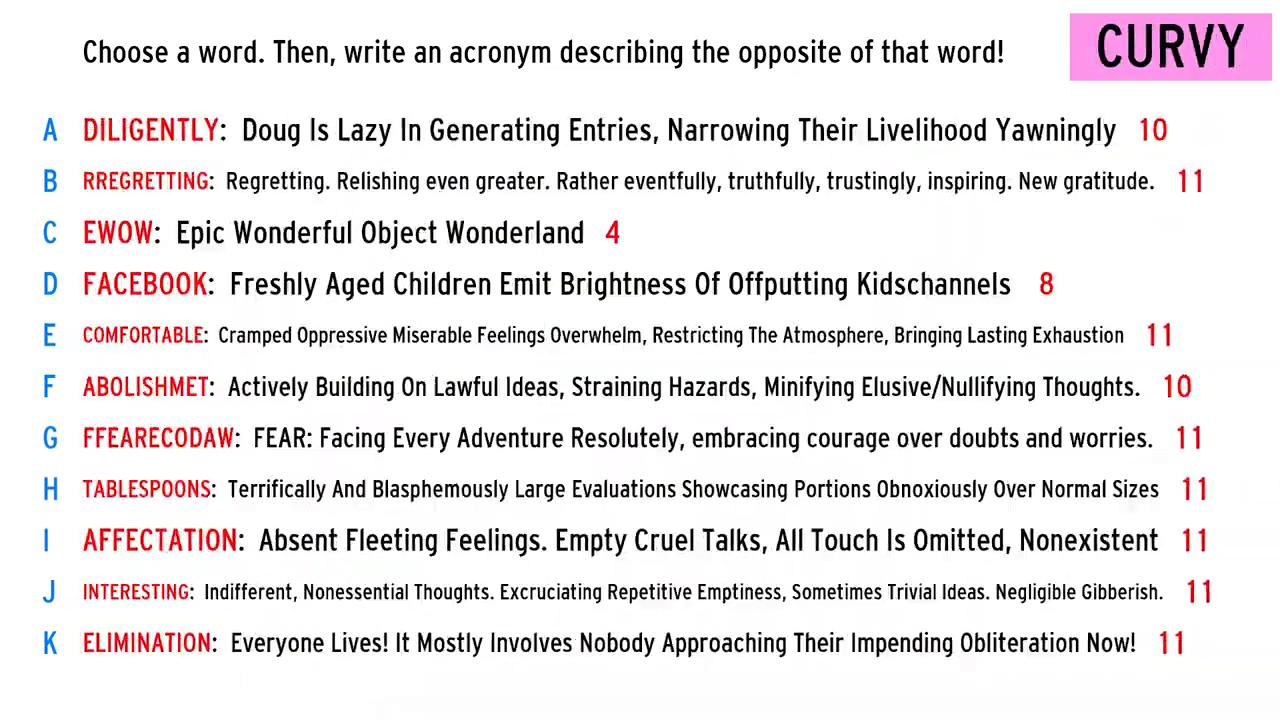 Choose a word. Then, write an acronym describing the opposite of that word!
CURVY
A DILIGENTLY: Doug Is Lazy In Generating Entries, Narrowing Their Livelihood Yawningly 10
B RREGRETTING: Regretting. Relishing even greater. Rather eventfully, truthfully, trustingly, inspiring. New gratitude. 11
C EWOW: Epic Wonderful Object Wonderland 4
D FACEBOOK: Freshly Aged Children Emit Brightness Of Offputting Kidschannels 8
E COMFORTABLE: Cramped Oppressive Miserable Feelings Overwhelm, Restricting The Atmosphere, Bringing Lasting Exhaustion 11
F ABOLISHMET: Actively Building On Lawful Ideas, Straining Hazards, Minifying Elusive/Nullifying Thoughts. 10
G FFEARECODAW: FEAR: Facing Every Adventure Resolutely, embracing courage over doubts and worries. 11
H TABLESPOONS: Terrifically And Blasphemously Large Evaluations Showcasing Portions Obnoxiously Over Normal Sizes 11
I AFFECTATION: Absent Fleeting Feelings. Empty Cruel Talks, All Touch Is Omitted, Nonexistent 11
J INTERESTING: Indifferent, Nonessential Thoughts. Excruciating Repetitive Emptiness, Sometimes Trivial Ideas. Negligible Gibberish. 11
K ELIMINATION: Everyone Lives! It Mostly Involves Nobody Approaching Their Impending Obliteration Now! 11